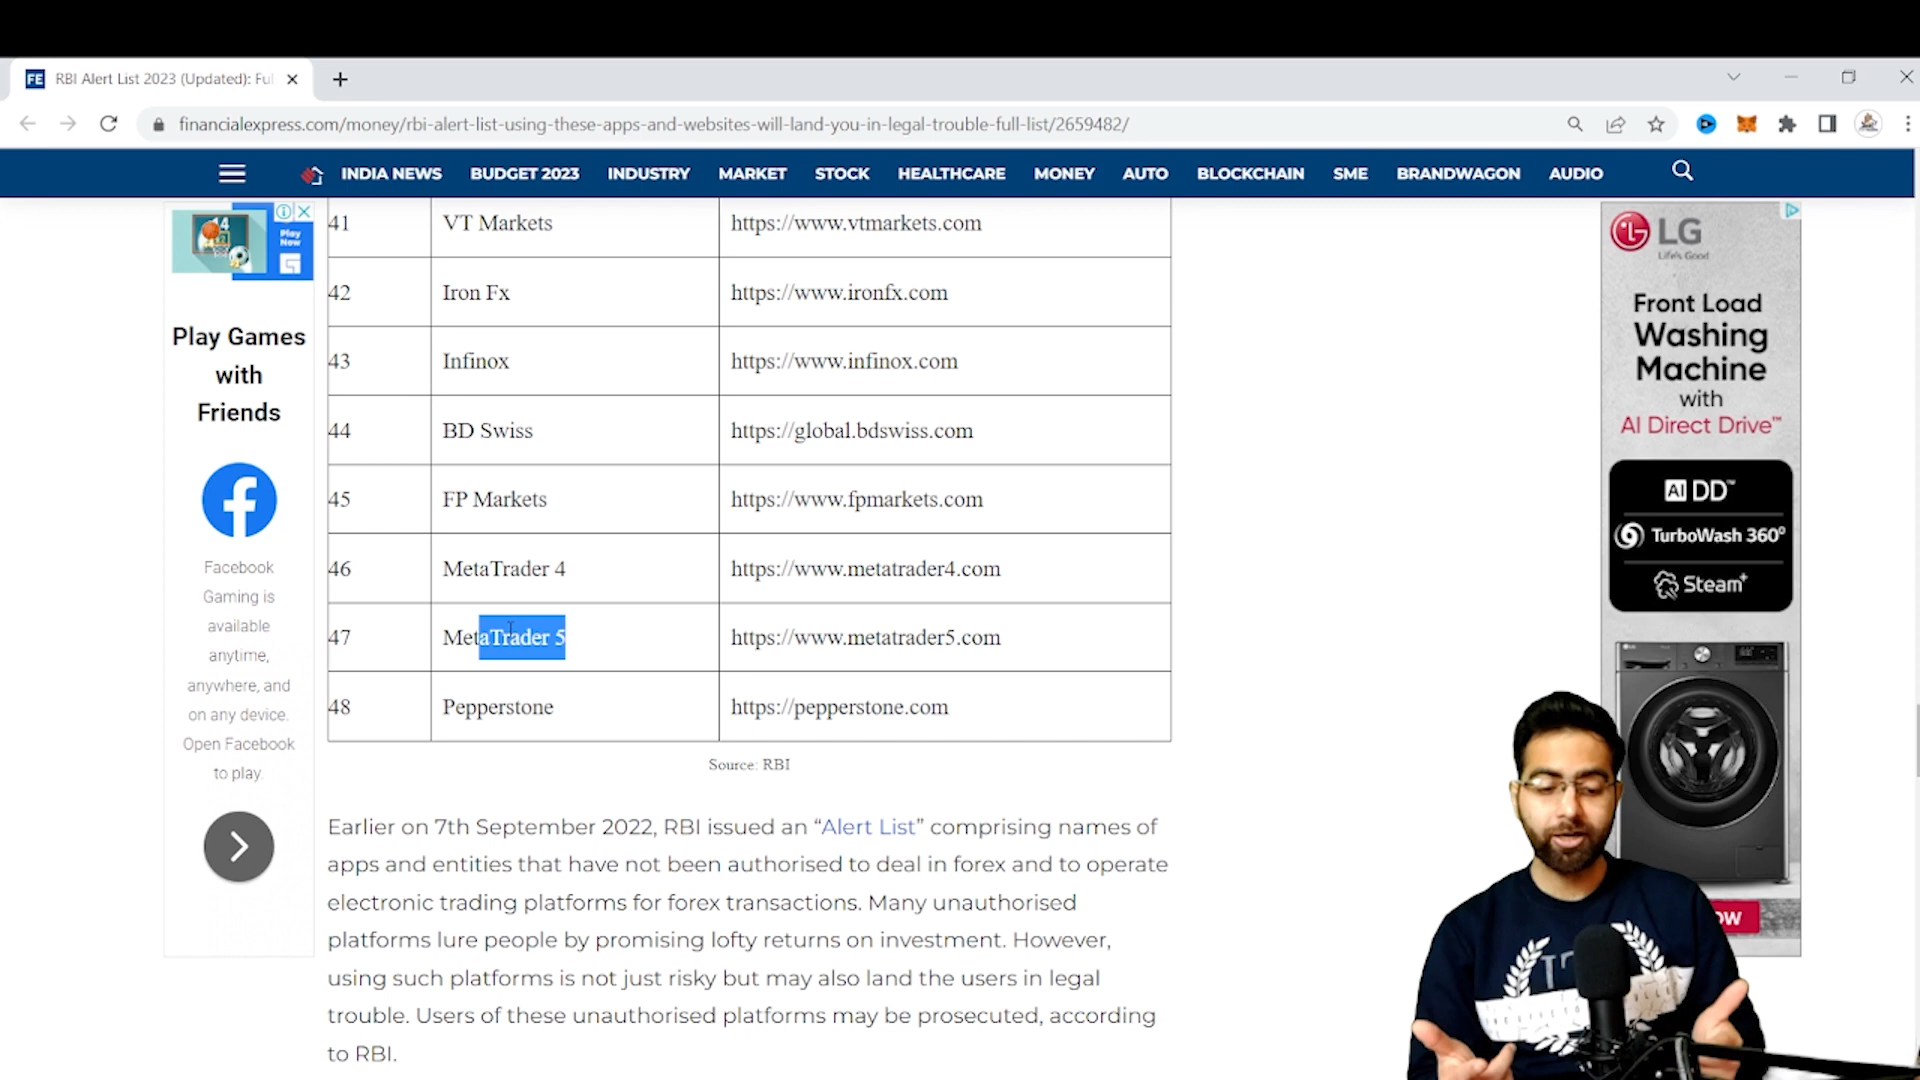 FE RBI Alert List 2023 (Updated): Ful
financialexpress.com/money/rbi-alert-list-using-these-apps-and-websites-will-land-you-in-legal-trouble-full-list/2659482/
INDIA NEWS BUDGET 2023 INDUSTRY MARKET STOCK HEALTHCARE MONEY AUTO BLOCKCHAIN SME BRANDWAGON AUDIO
Play
Now
Play Games
with
Friends
Facebook
Gaming is
available
anytime,
anywhere, and
on any device.
Open Facebook
to play.
41 VT Markets https://www.vtmarkets.com
42 Iron Fx https://www.ironfx.com
43 Infinox https://www.infinox.com
44 BD Swiss https://global.bdswiss.com
45 FP Markets https://www.fpmarkets.com
46 MetaTrader 4 https://www.metatrader4.com
47 MetaTrader 5 https://www.metatrader5.com
48 Pepperstone https://pepperstone.com
Source: RBI
Earlier on 7th September 2022, RBI issued an “Alert List” comprising names of
apps and entities that have not been authorised to deal in forex and to operate
electronic trading platforms for forex transactions. Many unauthorised
platforms lure people by promising lofty returns on investment. However,
using such platforms is not just risky but may also land the users in legal
trouble. Users of these unauthorised platforms may be prosecuted, according
to RBI.
LG
Life's Good
Front Load
Washing
Machine
with
AI Direct Drive™
AI DD™
TurboWash 360°
Steam+
OW